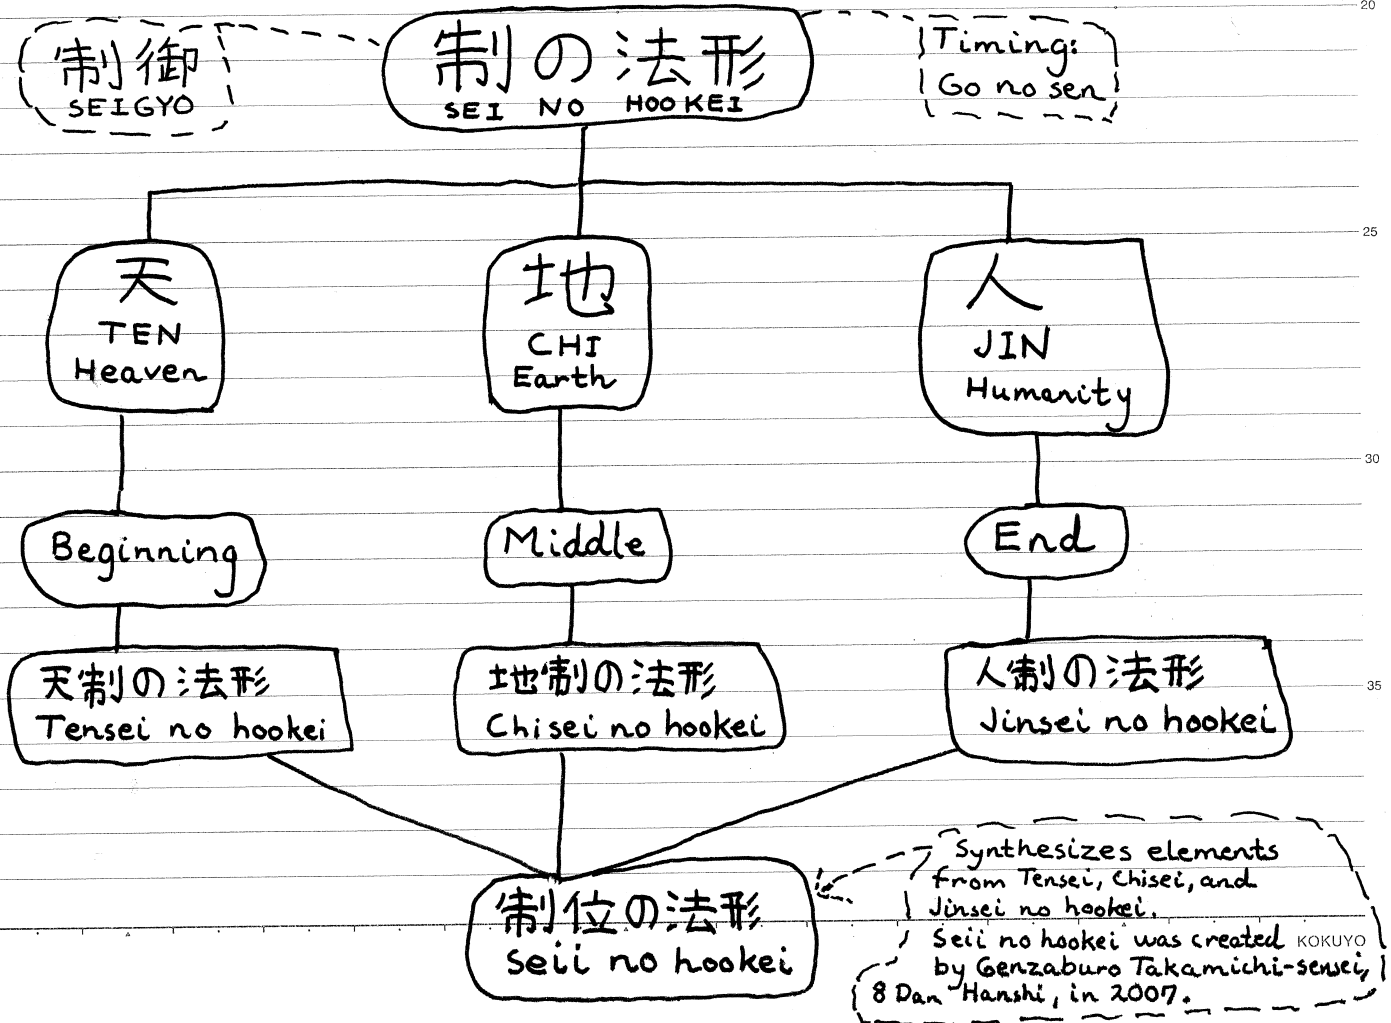 制御
SEIGYO
制の法形
SEI NO HOOKEI
Timing:
Go no sen
天
TEN
Heaven
地
CHI
Earth
人
JIN
Humanity
Beginning
Middle
End
天制の法形
Tensei no hookei
地制の法形
Chisei no hookei
人制の法形
Jinsei no hookei
制位の法形
Seii no hookei
Synthesizes elements
from Tensei, Chisei, and
Jinsei no hookei.
Seii no hookei was created
by Genzaburo Takamichi-sensei,
8 Dan Hanshi, in 2007.
20
25
30
35
KOKUYO